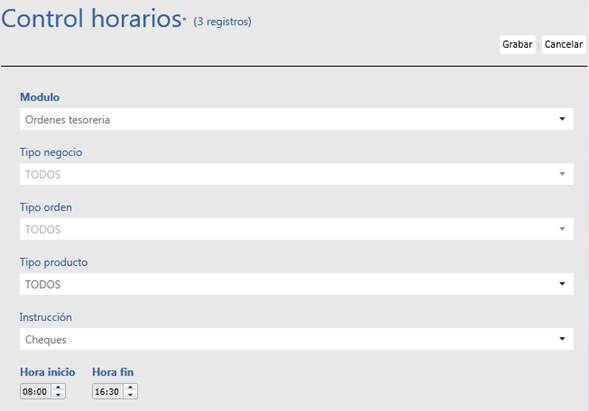 Control horarios* (3 registros)
Grabar Cancelar
Modulo
Ordenes tesoreria
Tipo negocio
TODOS
Tipo orden
TODOS
Tipo producto
TODOS
Instrucción
Cheques
Hora inicio Hora fin
08:00 16:30